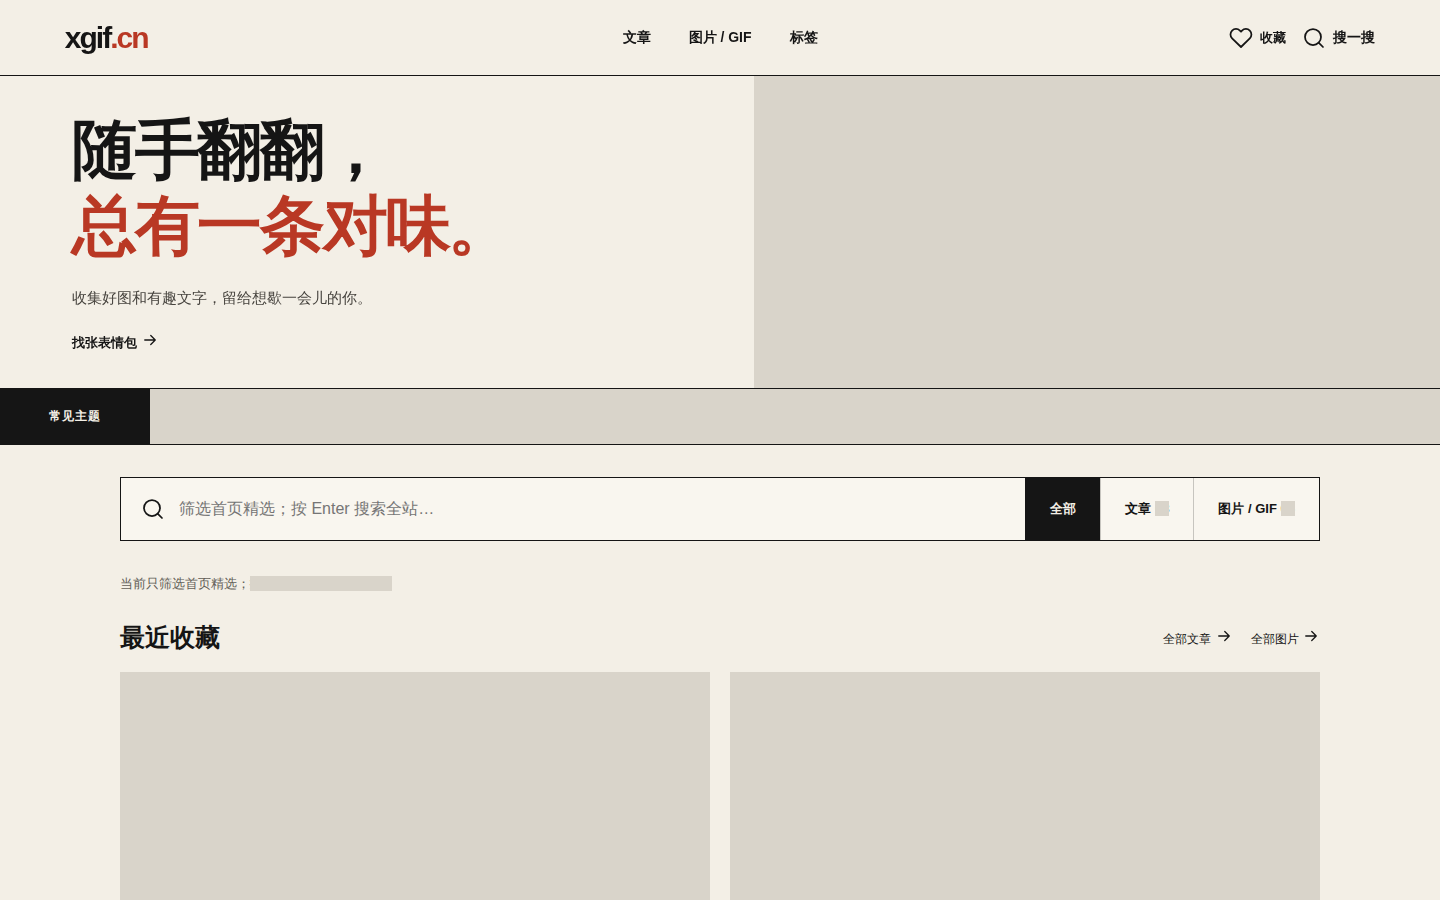 xgif.cn
文章 图片 / GIF 标签
收藏 搜一搜
随手翻翻，
总有一条对味。
收集好图和有趣文字，留给想歇一会儿的你。
找张表情包
常见主题
筛选首页精选；按 Enter 搜索全站…
全部 文章 图片 / GIF
当前只筛选首页精选；
最近收藏
全部文章 全部图片